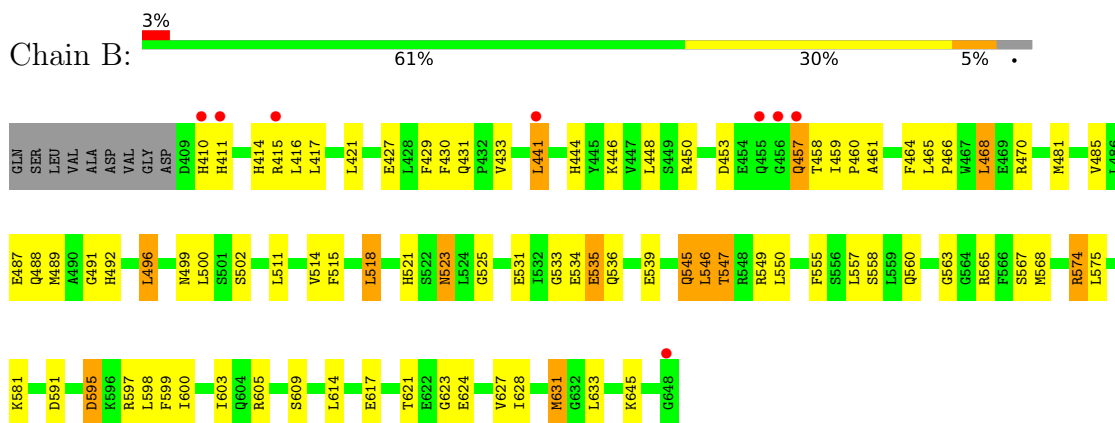 3%
Chain B:
61% 30% 5% •
GLN SER LEU VAL ALA ASP VAL GLY ASP D409 H410 H411 H414 R415 L416 L417 L421 E427 L428 F429 F430 Q431 P432 V433 L441 H444 Y445 K446 V447 L448 S449 R450 D453 E454 Q455 G456 Q457 T458 I459 P460 A461 F464 L465 P466 W467 L468 E469 R470 M481 V485 L486
E487 Q488 M489 A490 G491 H492 L496 N499 L500 S501 S502 L511 V514 F515 L518 H521 S522 N523 L524 G525 E531 I532 G533 E534 E535 Q536 E539 Q545 L546 T547 R548 R549 L550 F555 S556 L557 S558 L559 Q560 G563 G564 R565 F566 S567 M568 R574 L575
K581 D591 D595 K596 R597 L598 F599 I600 I603 Q604 R605 S609 L614 E617 T621 E622 G623 E624 V627 I628 M631 G632 L633 K645 G648